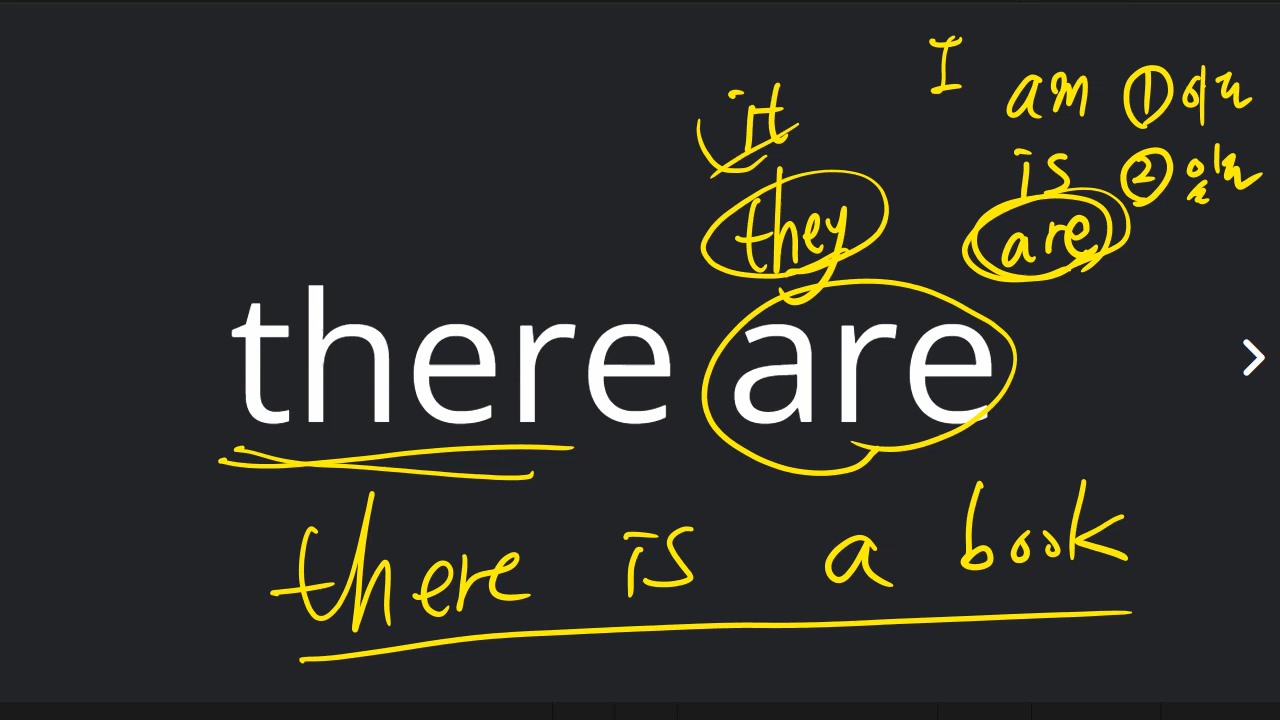 I am ① 이다
it is ② 있다
they are
there are
there is a book